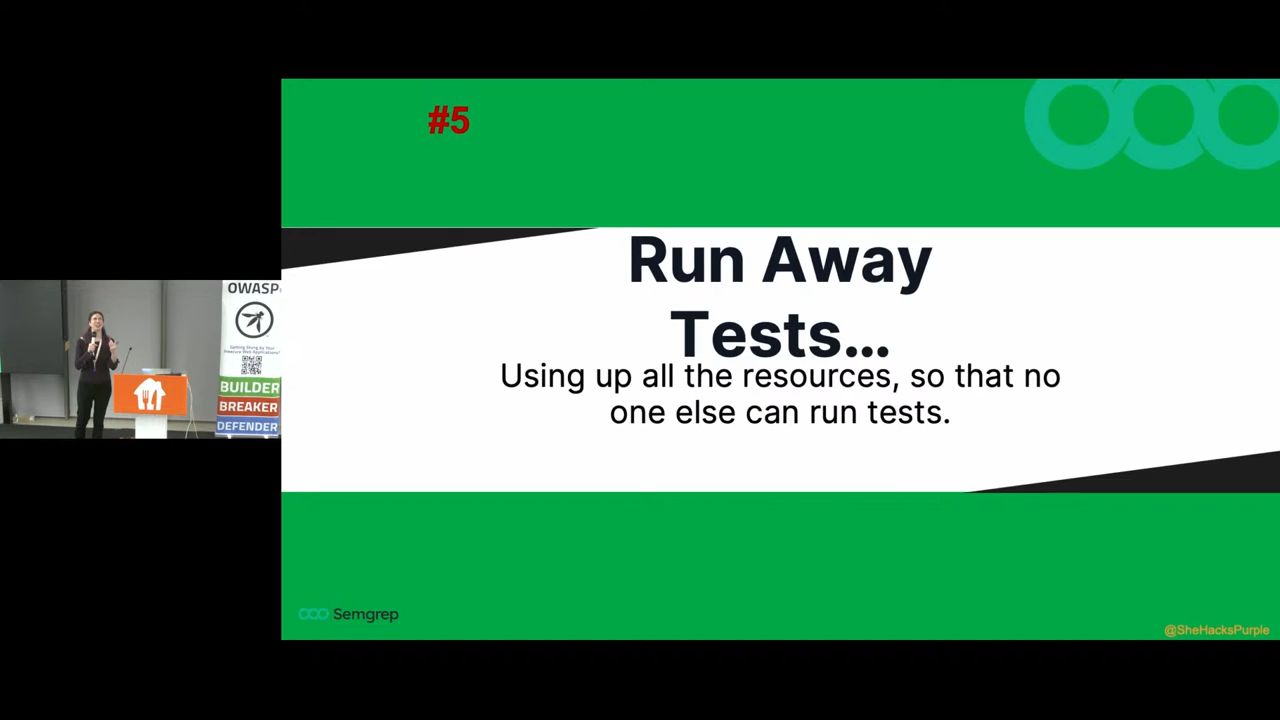 #5
Run Away
Tests...
Using up all the resources, so that no
one else can run tests.
Semgrep
@SheHacksPurple
OWASP
BUILDER
BREAKER
DEFENDER